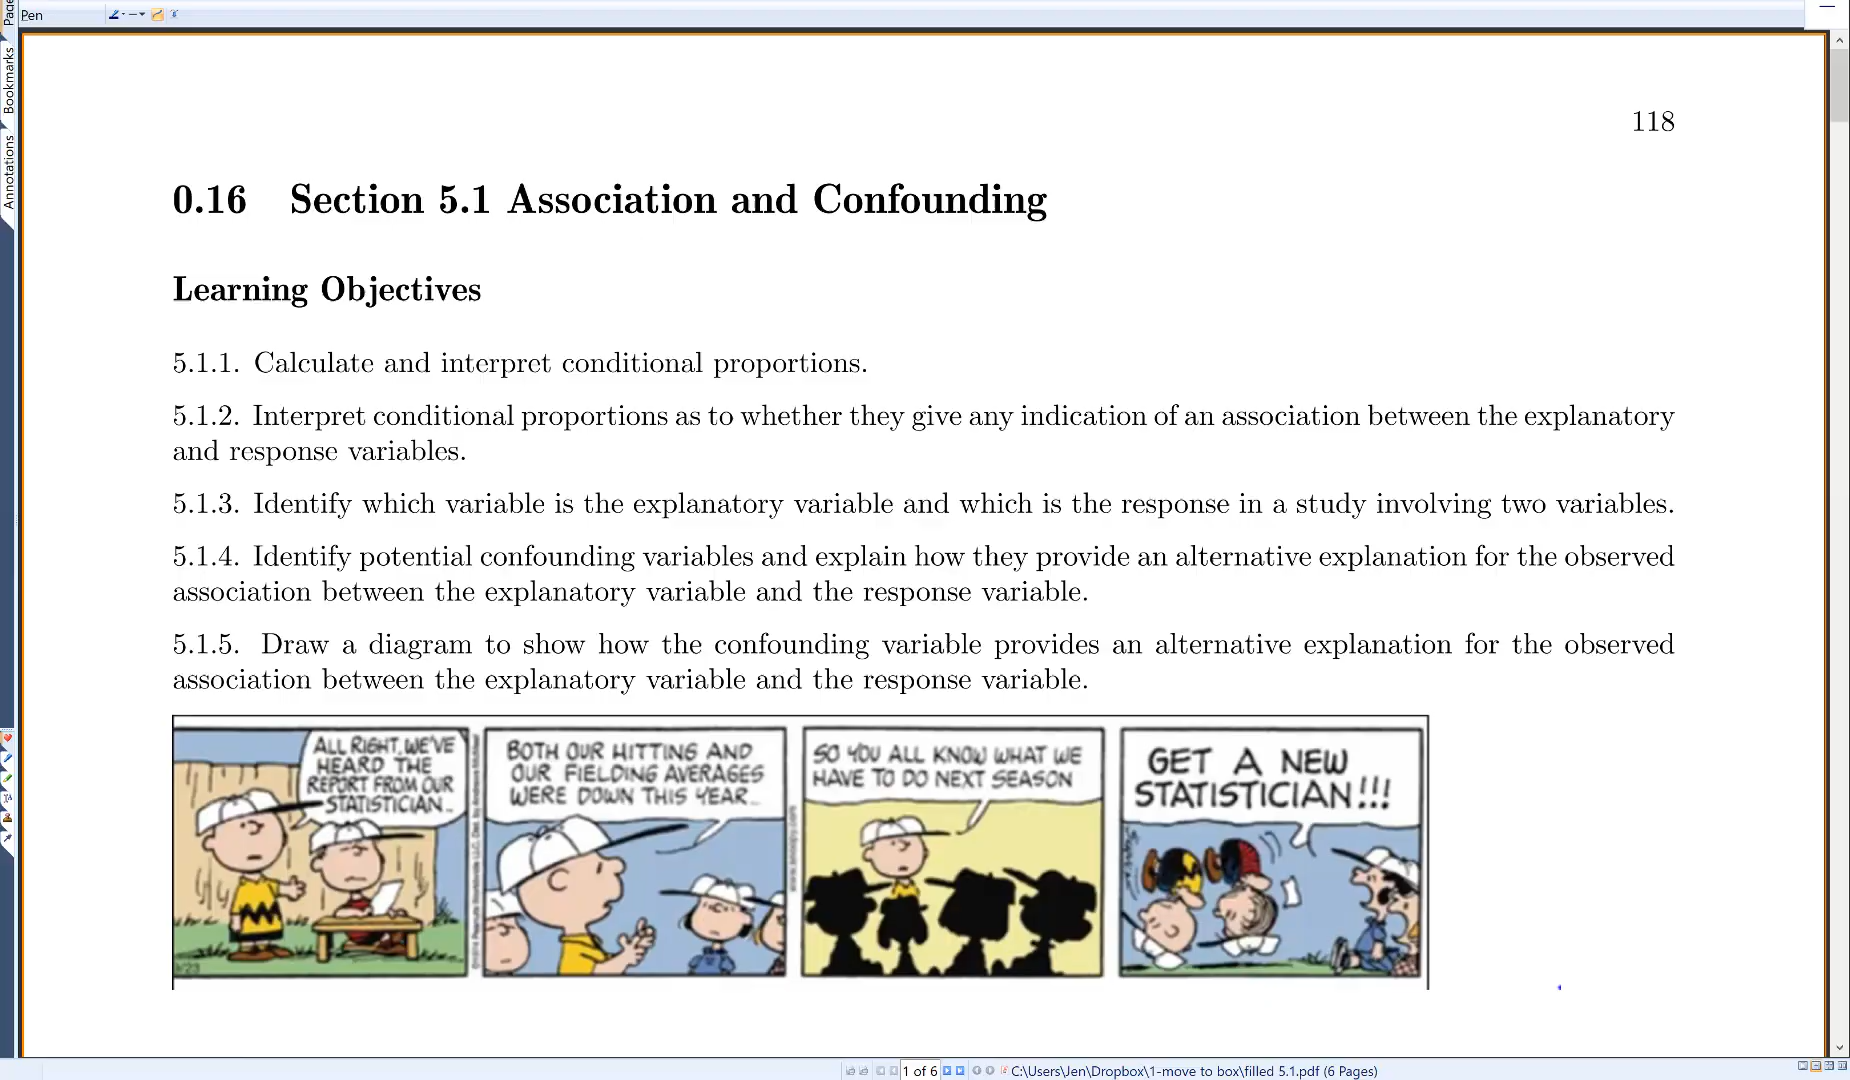 Pen
Bookmarks
Annotations
118
0.16 Section 5.1 Association and Confounding
Learning Objectives
5.1.1. Calculate and interpret conditional proportions.
5.1.2. Interpret conditional proportions as to whether they give any indication of an association between the explanatory
and response variables.
5.1.3. Identify which variable is the explanatory variable and which is the response in a study involving two variables.
5.1.4. Identify potential confounding variables and explain how they provide an alternative explanation for the observed
association between the explanatory variable and the response variable.
5.1.5. Draw a diagram to show how the confounding variable provides an alternative explanation for the observed
association between the explanatory variable and the response variable.
ALL RIGHT, WE'VE
HEARD THE
REPORT FROM OUR
STATISTICIAN..
BOTH OUR HITTING AND
OUR FIELDING AVERAGES
WERE DOWN THIS YEAR..
SO YOU ALL KNOW WHAT WE
HAVE TO DO NEXT SEASON
GET A NEW
STATISTICIAN!!!
1 of 6
C:\Users\Jen\Dropbox\1-move to box\filled 5.1.pdf (6 Pages)